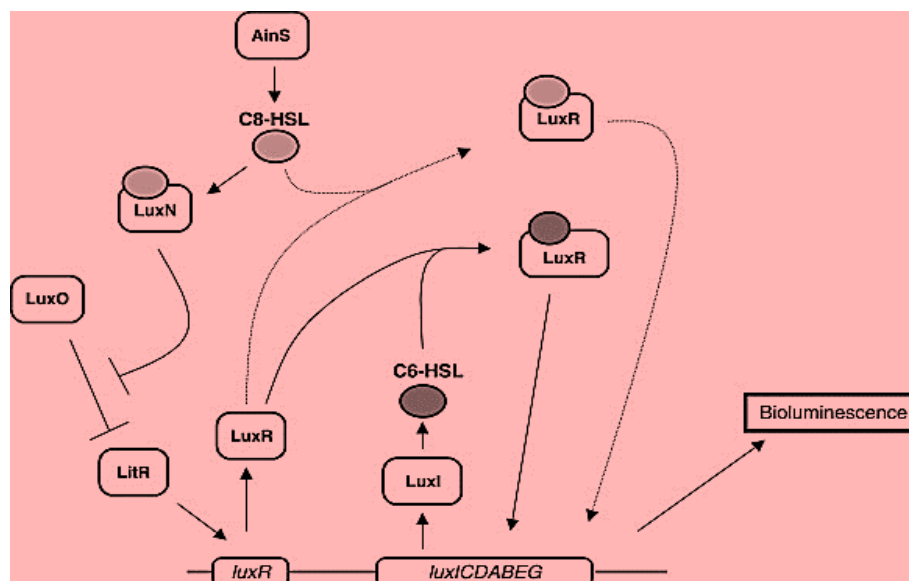 AinS
C8-HSL
LuxR
LuxN
LuxR
LuxO
C6-HSL
Bioluminescence
LuxR
LitR
LuxI
luxR
luxICDABEG